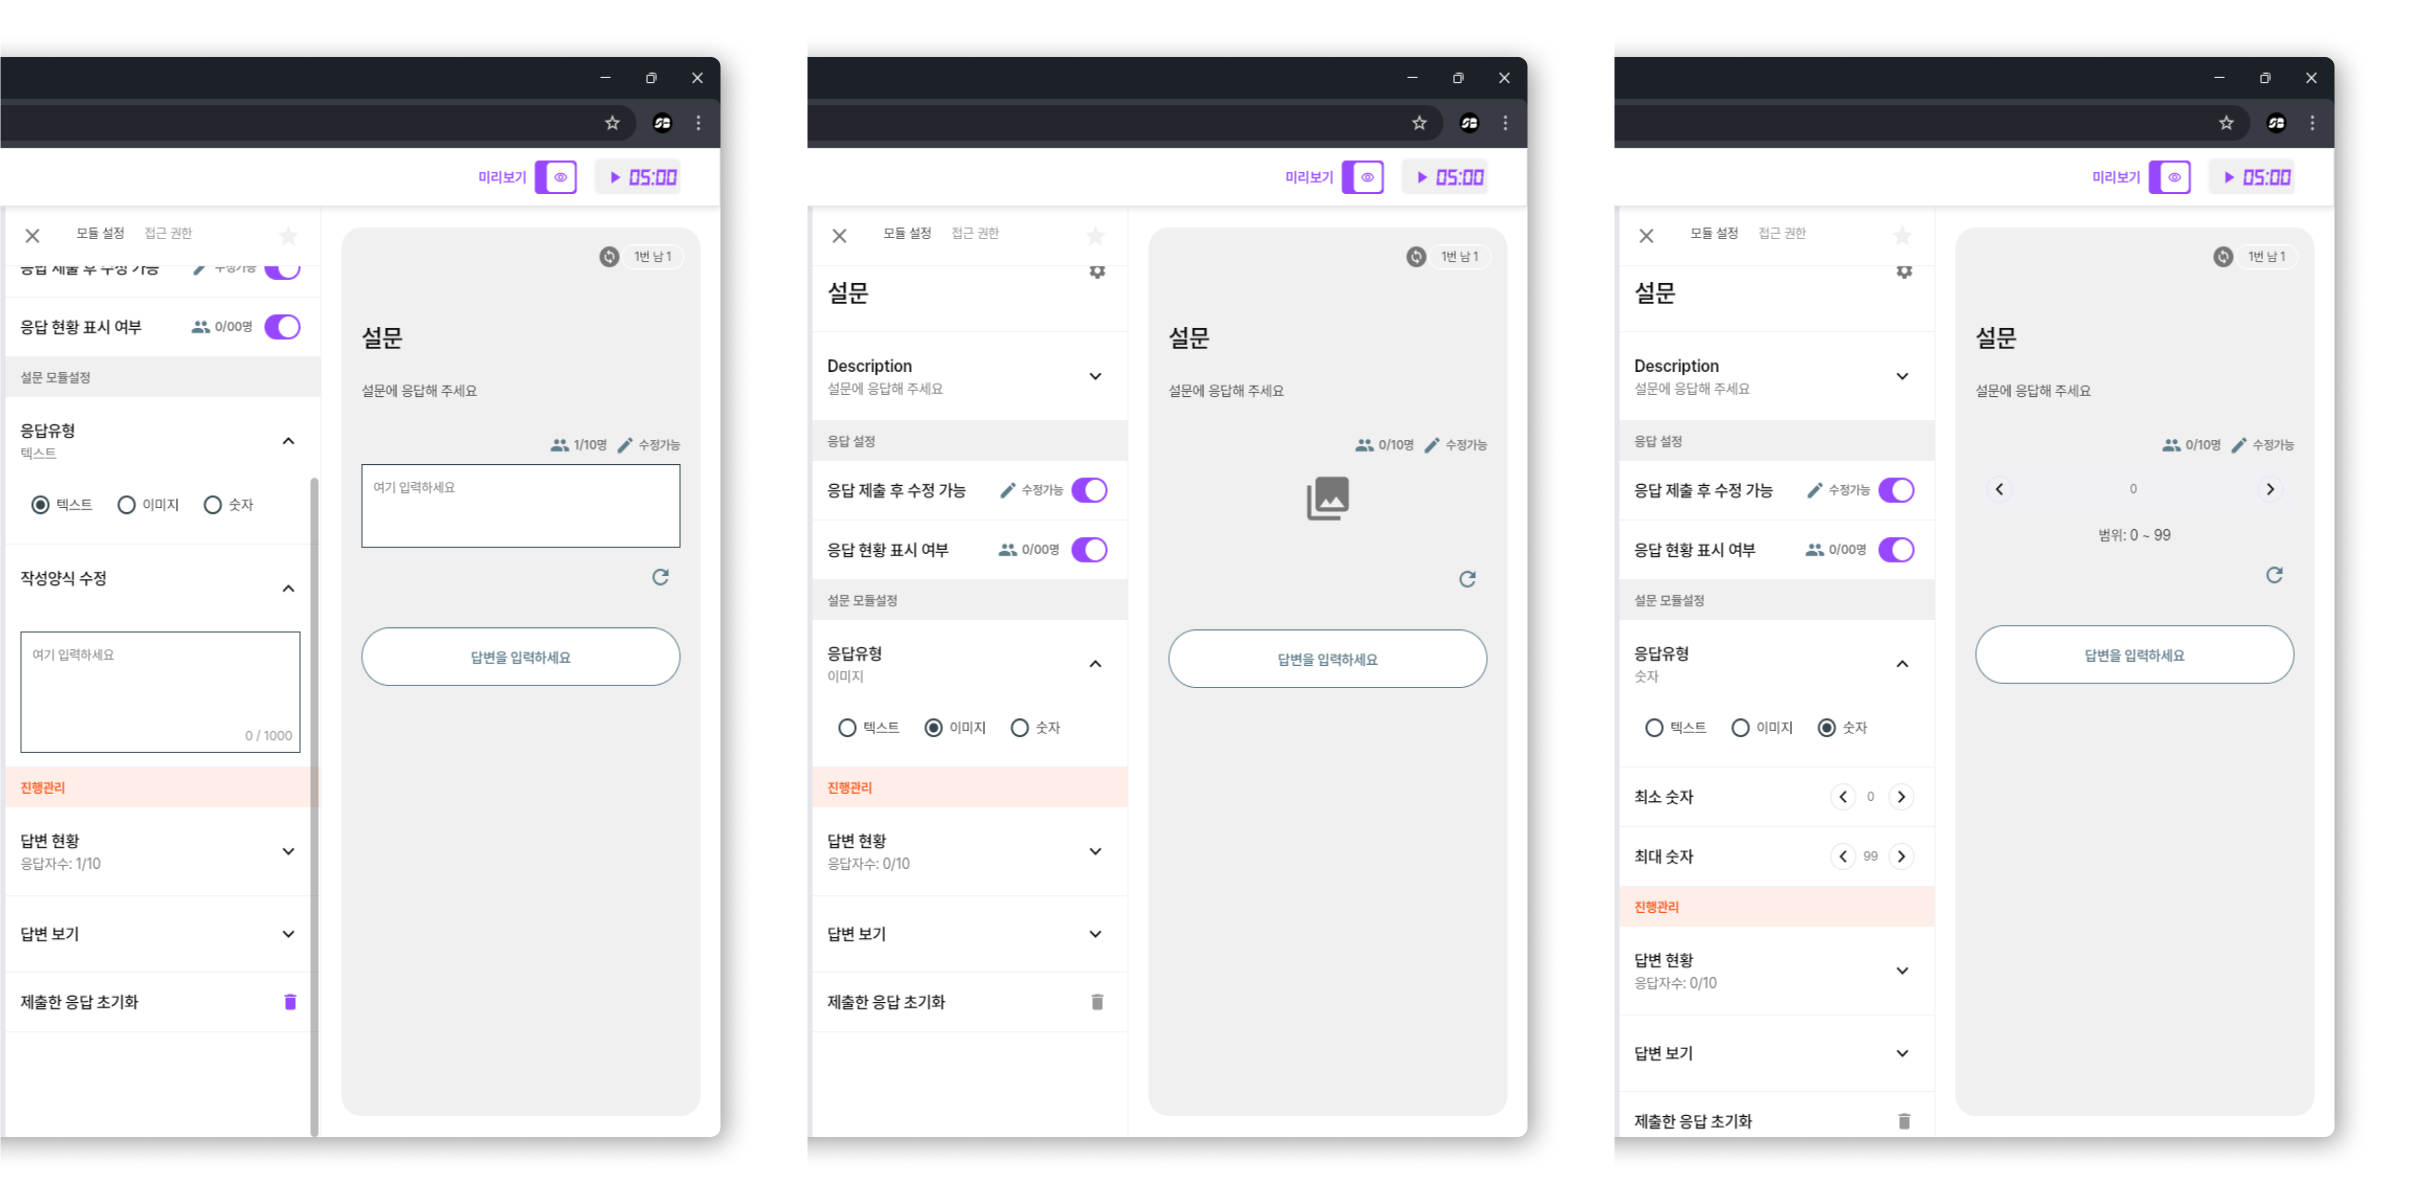 미리보기
05:00
모듈 설정 접근 권한
응답 제출 후 수정 가능 수정가능
응답 현황 표시 여부 0/00명
설문 모듈설정
응답유형
텍스트
텍스트 이미지 숫자
작성양식 수정
여기 입력하세요
0 / 1000
진행관리
답변 현황
응답자수: 1/10
답변 보기
제출한 응답 초기화
1번 남1
설문
설문에 응답해 주세요
1/10명 수정가능
여기 입력하세요
답변을 입력하세요
미리보기
05:00
모듈 설정 접근 권한
설문
Description
설문에 응답해 주세요
응답 설정
응답 제출 후 수정 가능 수정가능
응답 현황 표시 여부 0/00명
설문 모듈설정
응답유형
이미지
텍스트 이미지 숫자
진행관리
답변 현황
응답자수: 0/10
답변 보기
제출한 응답 초기화
1번 남1
설문
설문에 응답해 주세요
0/10명 수정가능
답변을 입력하세요
미리보기
05:00
모듈 설정 접근 권한
설문
Description
설문에 응답해 주세요
응답 설정
응답 제출 후 수정 가능 수정가능
응답 현황 표시 여부 0/00명
설문 모듈설정
응답유형
숫자
텍스트 이미지 숫자
최소 숫자 0
최대 숫자 99
진행관리
답변 현황
응답자수: 0/10
답변 보기
제출한 응답 초기화
1번 남1
설문
설문에 응답해 주세요
0/10명 수정가능
0
범위: 0 ~ 99
답변을 입력하세요